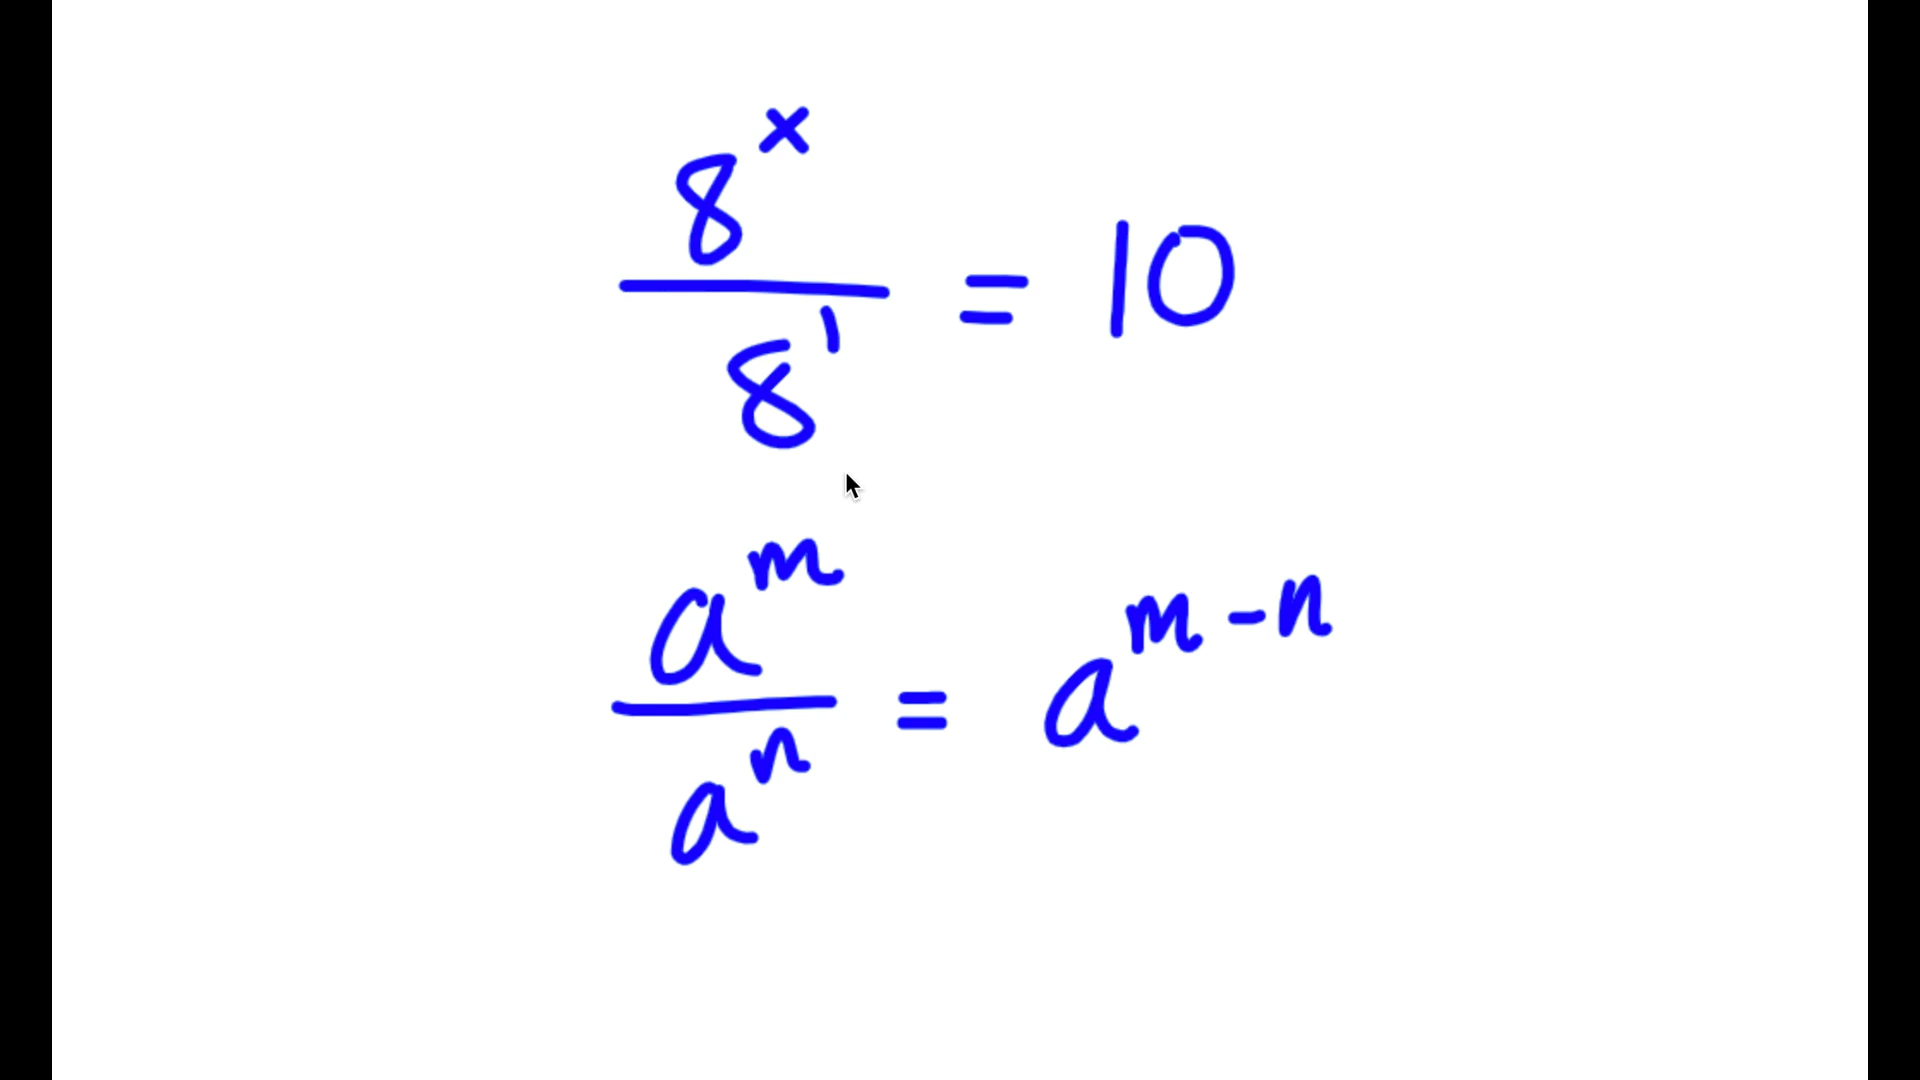 8^x / 8^1 = 10
a^m / a^n = a^{m-n}